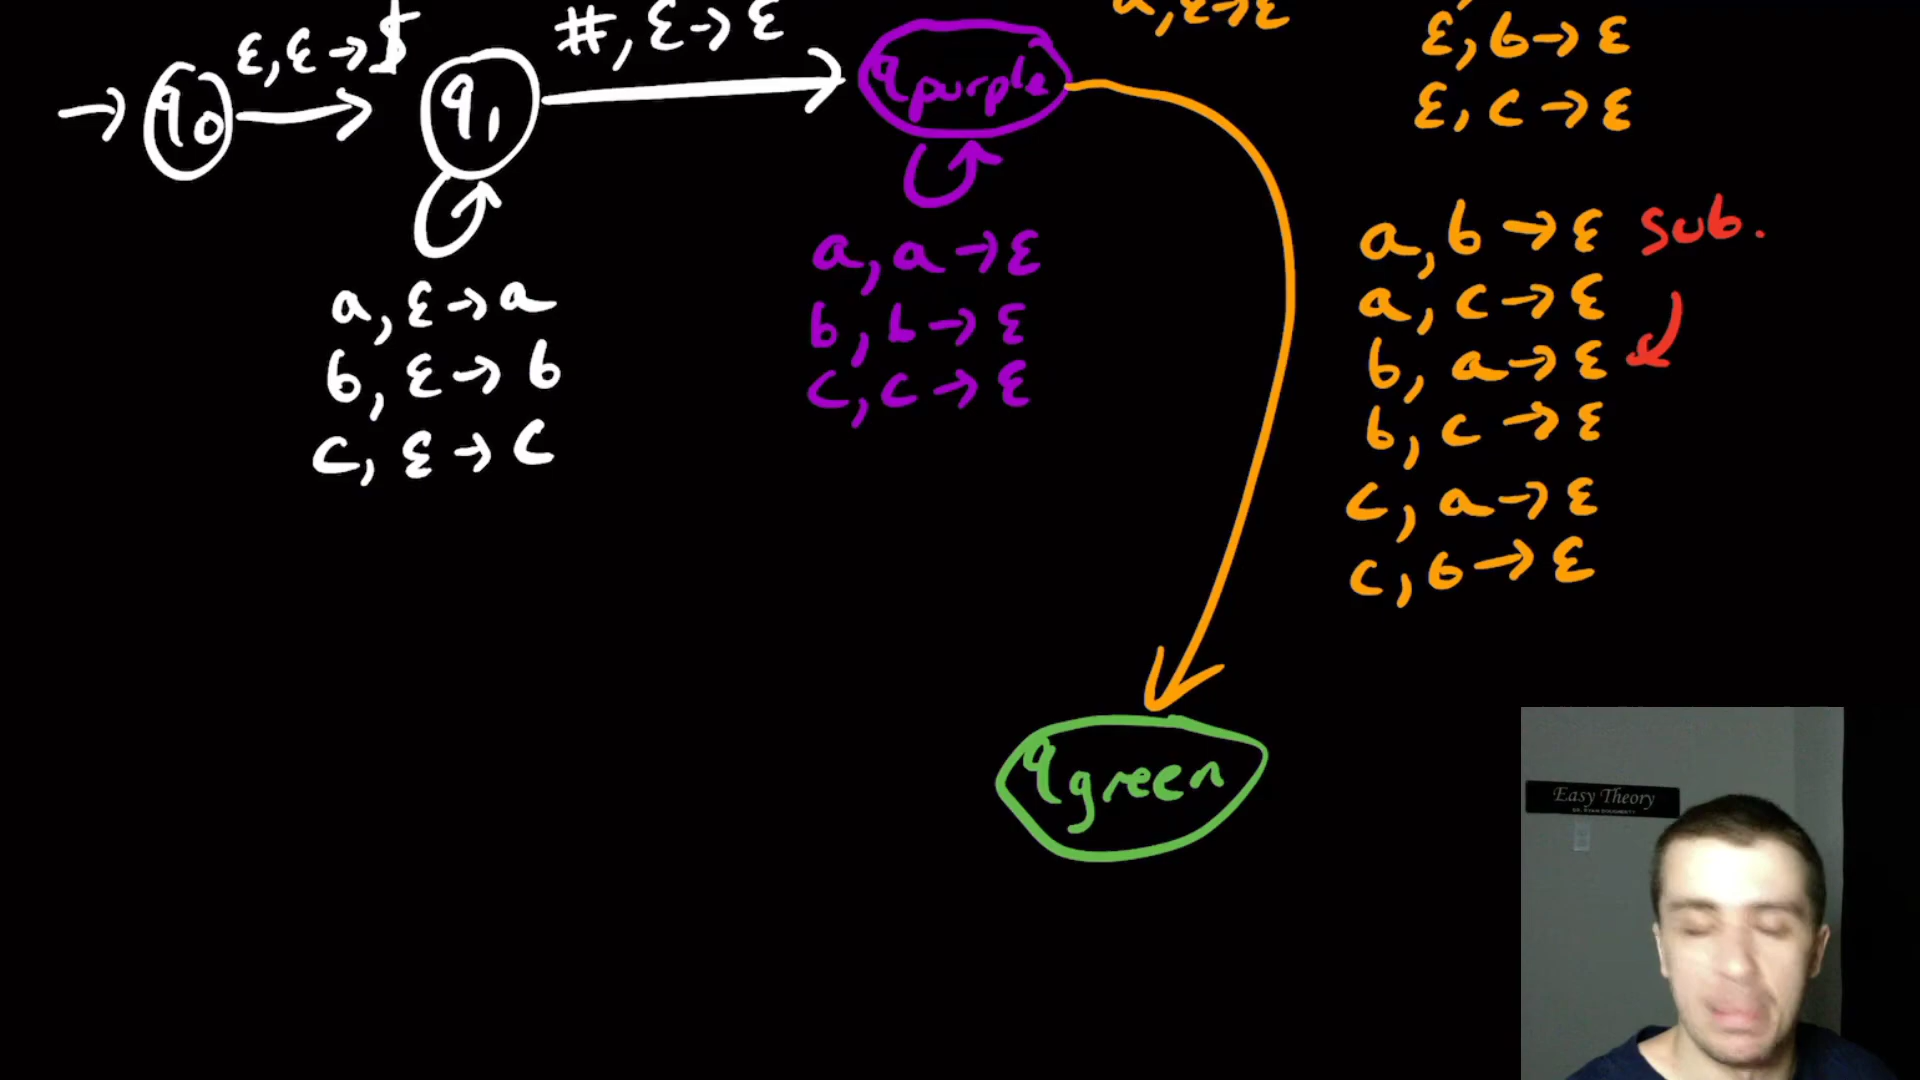 a, ε→ε
ε, b→ε
ε, c→ε
→ q0
ε, ε→$
q1
#, ε→ε
qpurple
a, ε→a
b, ε→b
c, ε→c
a, a→ε
b, b→ε
c, c→ε
a, b→ε sub.
a, c→ε
b, a→ε
b, c→ε
c, a→ε
c, b→ε
qgreen
Easy Theory